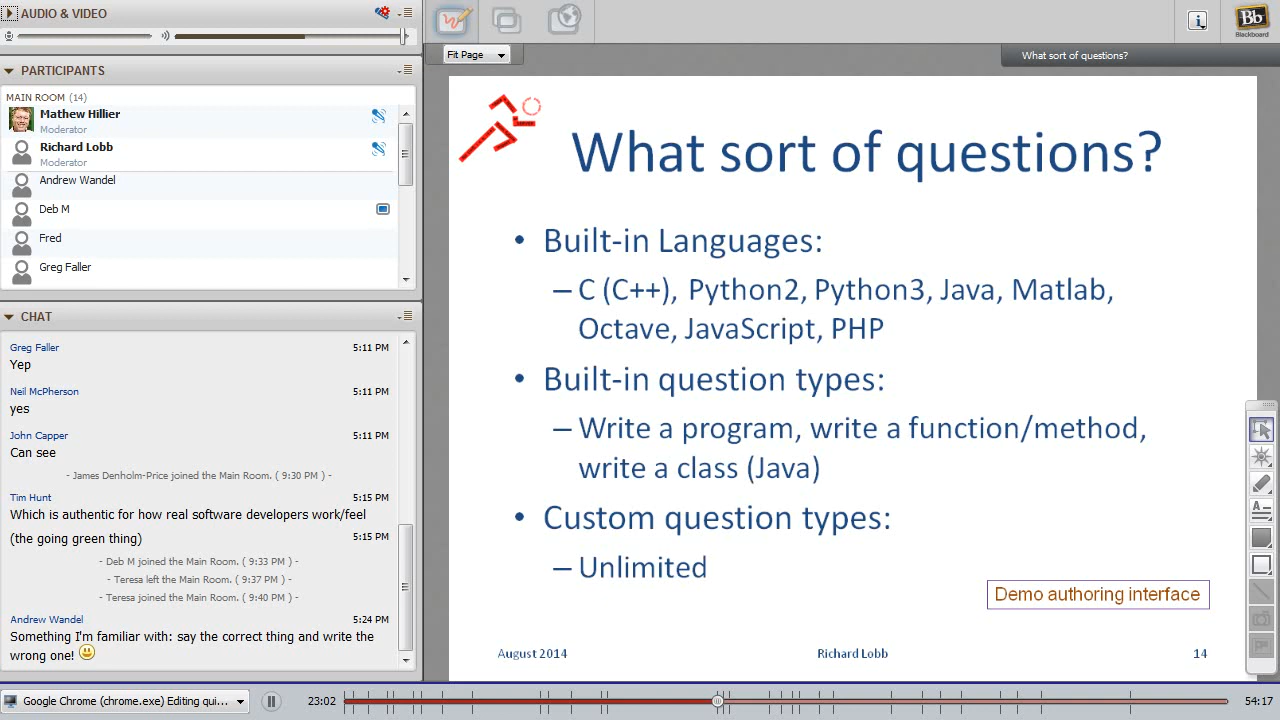 AUDIO & VIDEO
PARTICIPANTS
MAIN ROOM (14)
Mathew Hillier
Moderator
Richard Lobb
Moderator
Andrew Wandel
Deb M
Fred
Greg Faller
CHAT
Greg Faller 5:11 PM
Yep
Neil McPherson 5:11 PM
yes
John Capper 5:11 PM
Can see
- James Denholm-Price joined the Main Room. ( 9:30 PM ) -
Tim Hunt 5:15 PM
Which is authentic for how real software developers work/feel
(the going green thing) 5:15 PM
- Deb M joined the Main Room. ( 9:33 PM ) -
- Teresa left the Main Room. ( 9:37 PM ) -
- Teresa joined the Main Room. ( 9:40 PM ) -
Andrew Wandel 5:24 PM
Something I'm familiar with: say the correct thing and write the
wrong one!
Google Chrome (chrome.exe) Editing qui...
23:02
54:17
Fit Page
What sort of questions?
Bb
Blackboard
What sort of questions?
• Built-in Languages:
– C (C++), Python2, Python3, Java, Matlab,
Octave, JavaScript, PHP
• Built-in question types:
– Write a program, write a function/method,
write a class (Java)
• Custom question types:
– Unlimited
Demo authoring interface
August 2014
Richard Lobb
14